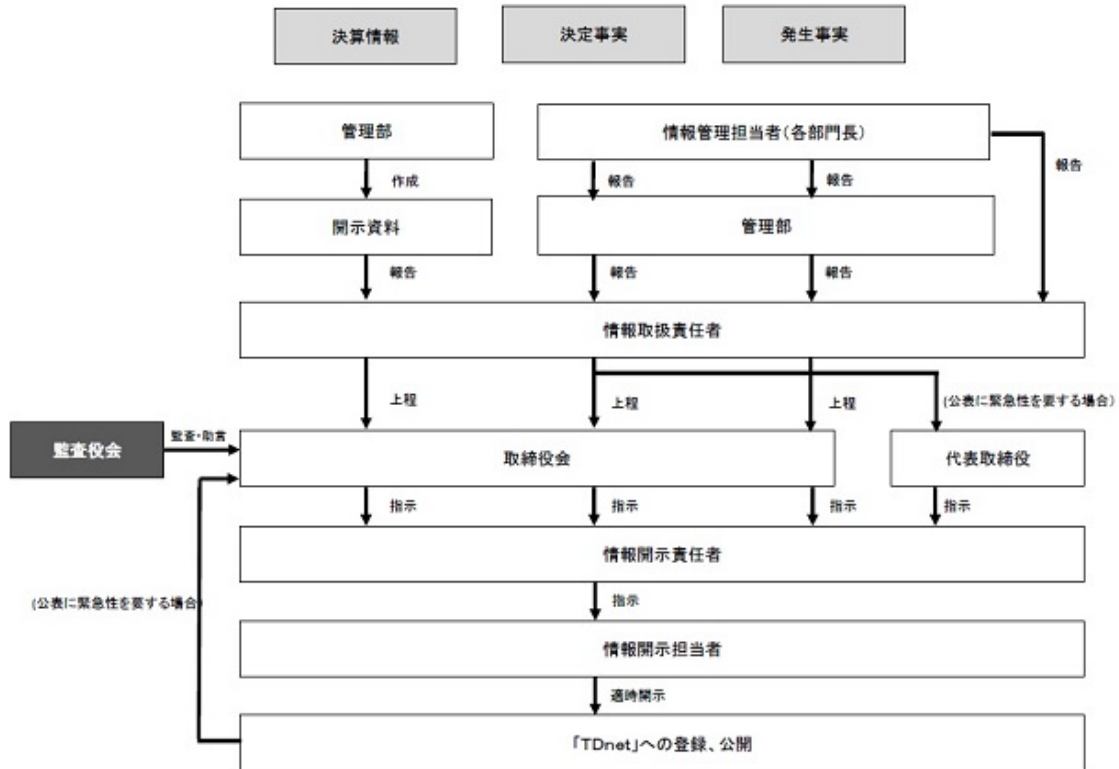 決算情報
決定事実
発生事実
管理部
情報管理担当者(各部門長)
作成
報告
報告
報告
開示資料
管理部
報告
報告
報告
情報取扱責任者
上程
上程
上程
(公表に緊急性を要する場合)
監査役会
監査・助言
取締役会
代表取締役
指示
指示
指示
指示
情報開示責任者
(公表に緊急性を要する場合)
指示
情報開示担当者
適時開示
「TDnet」への登録、公開